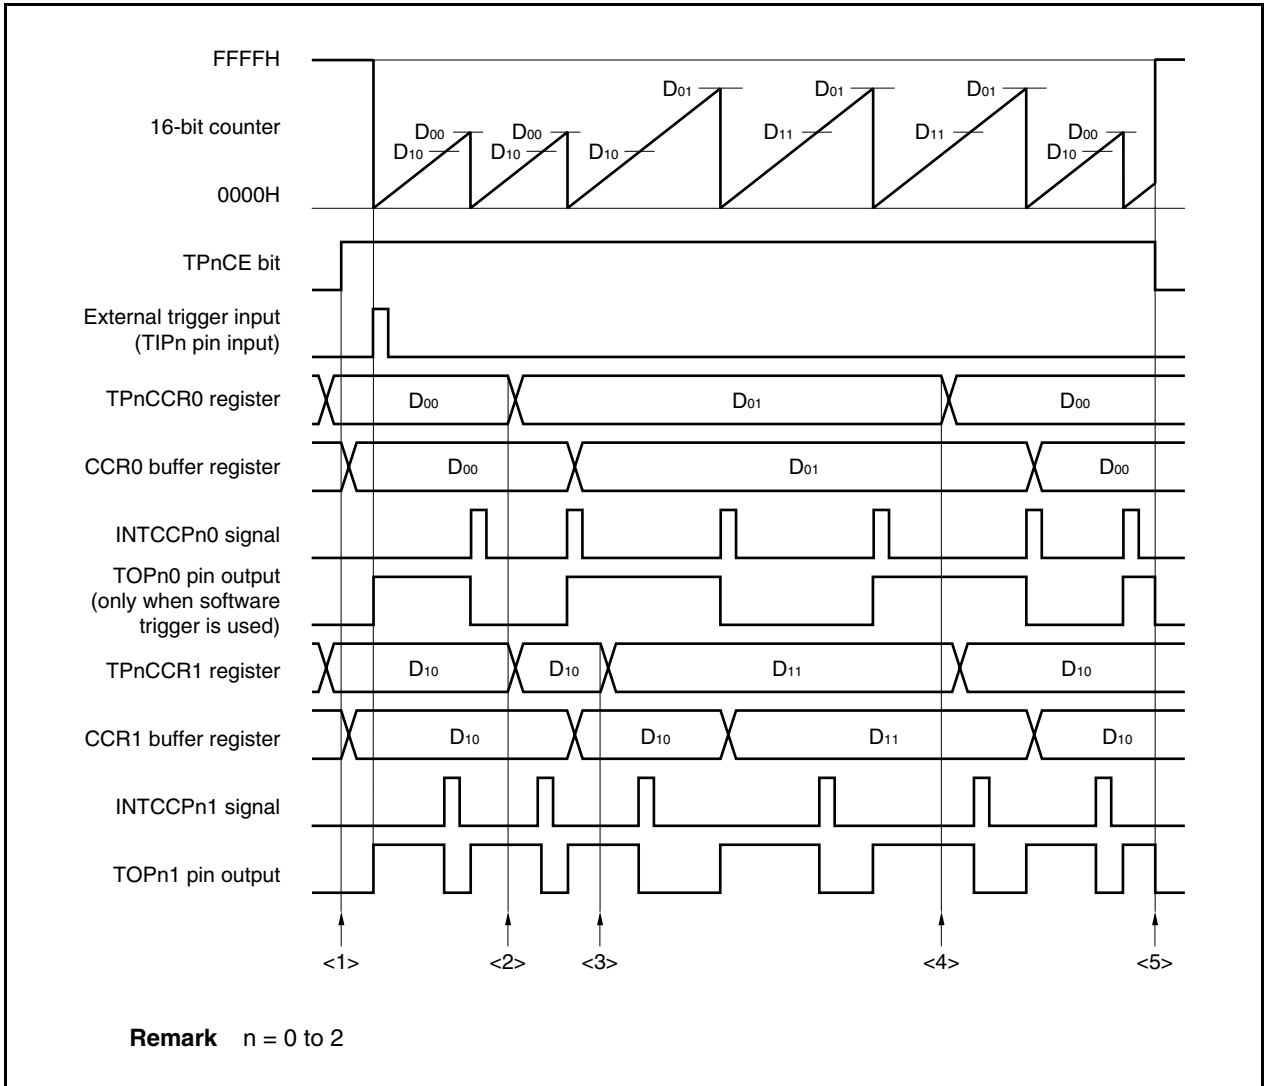 FFFFH
16-bit counter
0000H
D01 D01 D01
D00 D00 D11 D11 D00
D10 D10 D10 D10
TPnCE bit
External trigger input
(TIPn pin input)
TPnCCR0 register D00 D01 D00
CCR0 buffer register D00 D01 D00
INTCCPn0 signal
TOPn0 pin output
(only when software
trigger is used)
TPnCCR1 register D10 D10 D11 D10
CCR1 buffer register D10 D10 D11 D10
INTCCPn1 signal
TOPn1 pin output
<1> <2> <3> <4> <5>
Remark n = 0 to 2